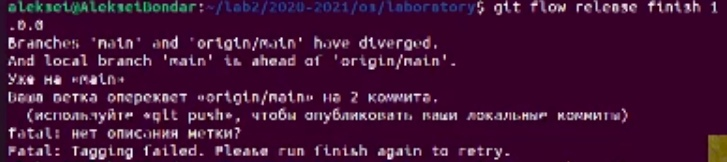 aleksei@AlekseiBondar:~/lab2/2020-2021/os/laboratory$ git flow release finish 1
.0.0
Branches 'main' and 'origin/main' have diverged.
And local branch 'main' is ahead of 'origin/main'.
Уже на «main»
Ваша ветка опережает «origin/main» на 2 коммита.
(используйте «git push», чтобы опубликовать ваши локальные коммиты)
fatal: нет описания метки?
Fatal: Tagging failed. Please run finish again to retry.